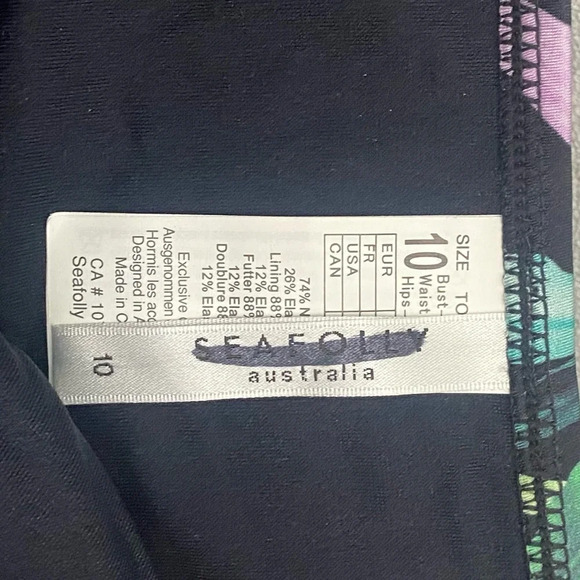 SIZE TO
10 Bust
Waist
Hips
EUR
FR
USA
CAN
74% N
26% Ela
Lining 88%
12% Ela
Futter 88%
12% Ela
Doublure 88
12% Ela
Exclusive
Ausgenommen
Hormis les acc
Designed in A
Made in C
CA # 10
Seafolly
SEAFOLLY
australia
10